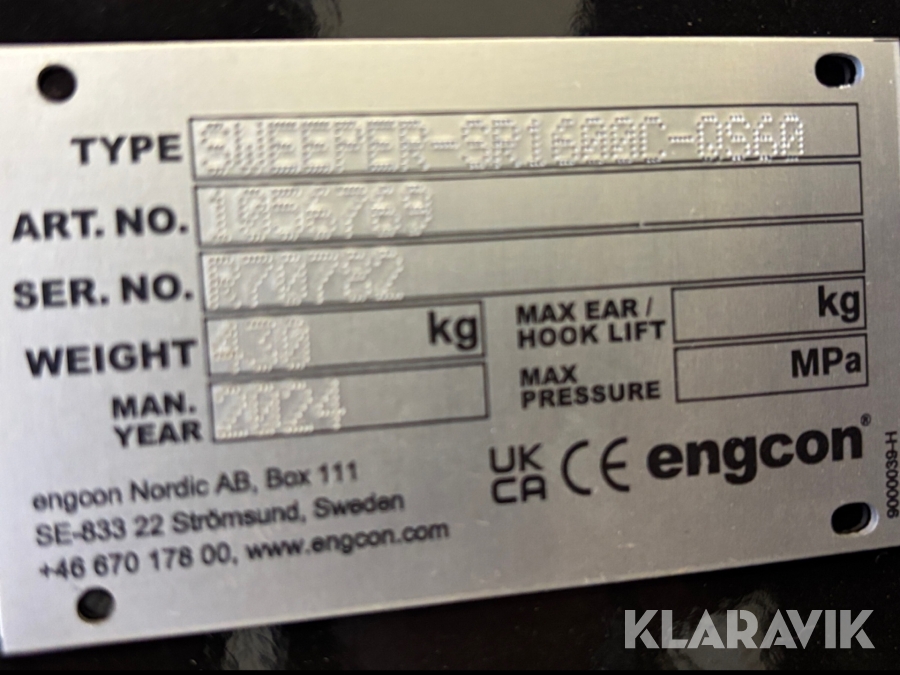 TYPE SWEEPER-SR1600C-QS60
ART. NO. 1056769
SER. NO.
WEIGHT 430 kg
MAX EAR / HOOK LIFT kg
MAN. YEAR 2024
MAX PRESSURE MPa
engcon Nordic AB, Box 111
SE-833 22 Strömsund, Sweden
+46 670 178 00, www.engcon.com
UK CA CE engcon®
9000039-H
KLARAVIK